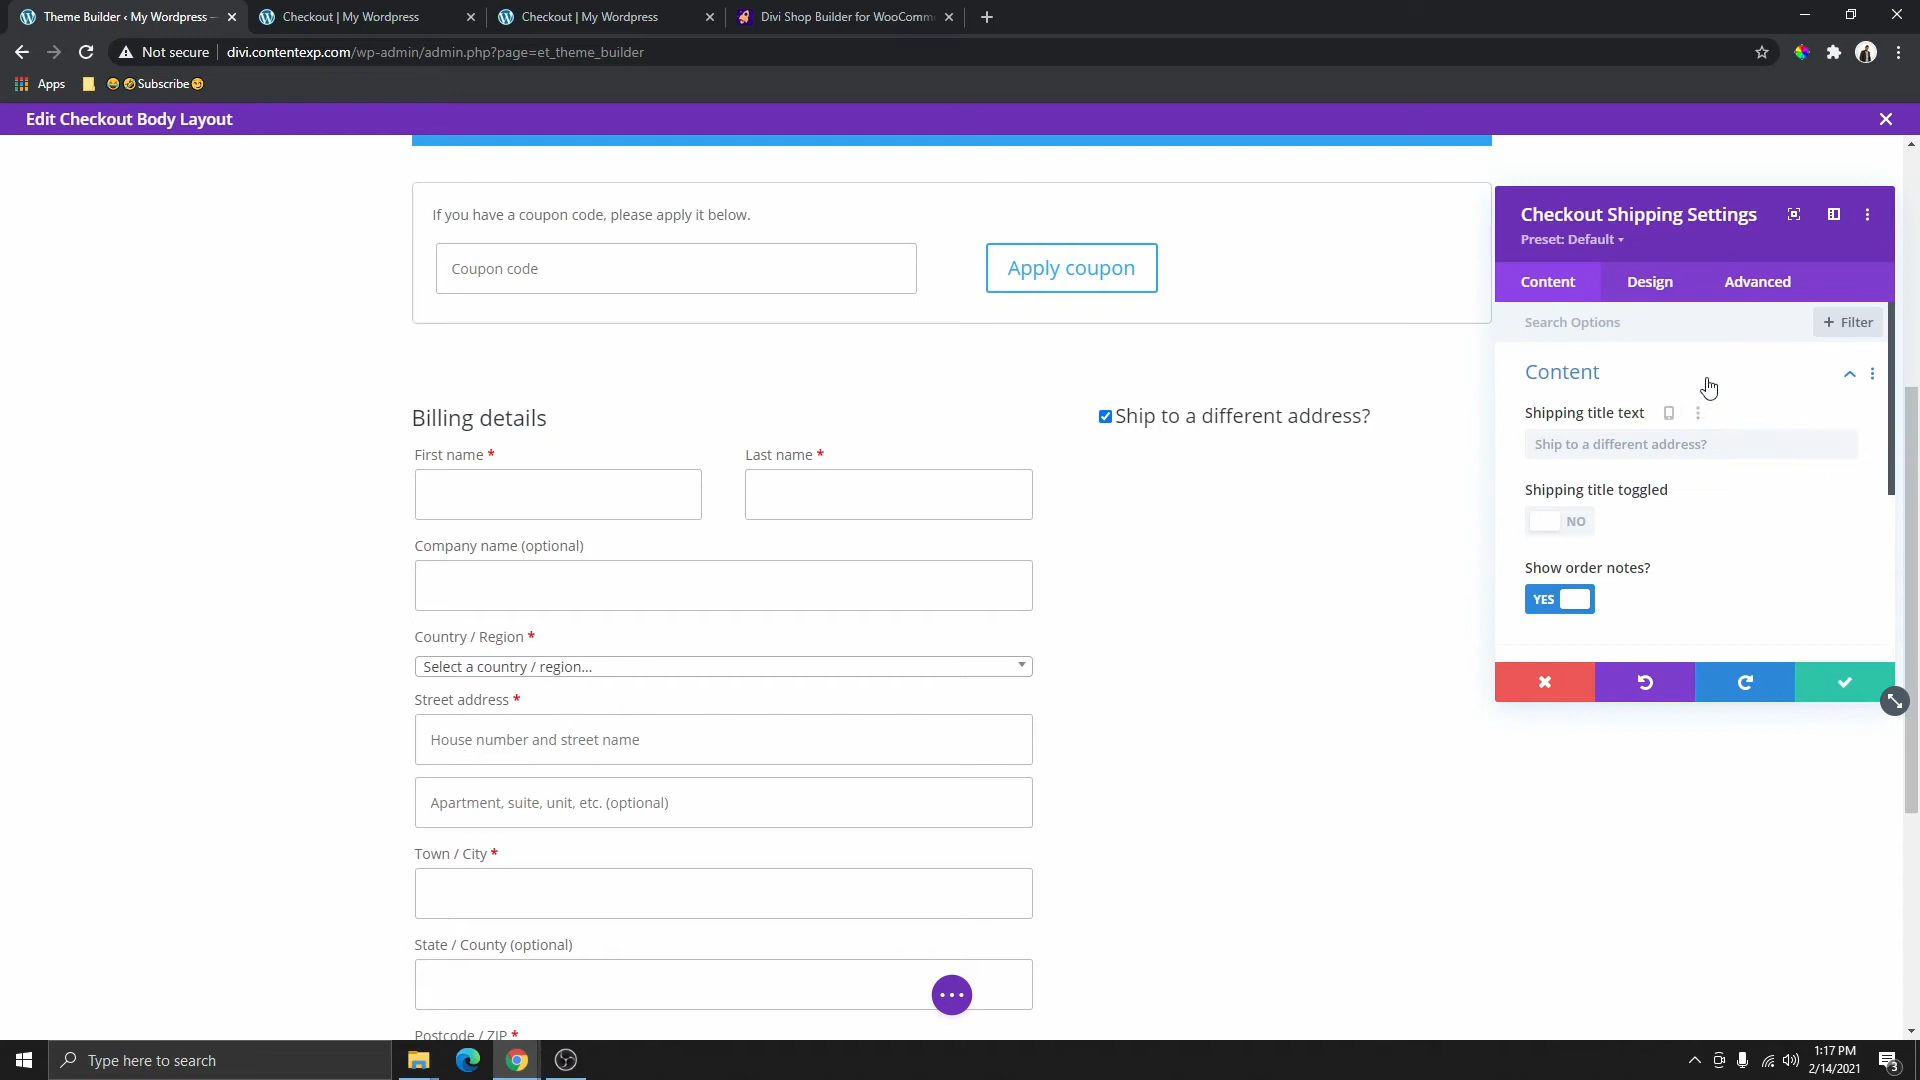 Theme Builder ‹ My Wordpress —
Checkout | My Wordpress
Checkout | My Wordpress
Divi Shop Builder for WooComm
Not secure
divi.contentexp.com/wp-admin/admin.php?page=et_theme_builder
Apps
😄🤣Subscribe😏
Edit Checkout Body Layout
If you have a coupon code, please apply it below.
Coupon code
Apply coupon
Billing details
Ship to a different address?
First name *
Last name *
Company name (optional)
Country / Region *
Select a country / region...
Street address *
House number and street name
Apartment, suite, unit, etc. (optional)
Town / City *
State / County (optional)
Postcode / ZIP *
Checkout Shipping Settings
Preset: Default
Content
Design
Advanced
Search Options
+ Filter
Content
Shipping title text
Ship to a different address?
Shipping title toggled
NO
Show order notes?
YES
Type here to search
1:17 PM
2/14/2021
3